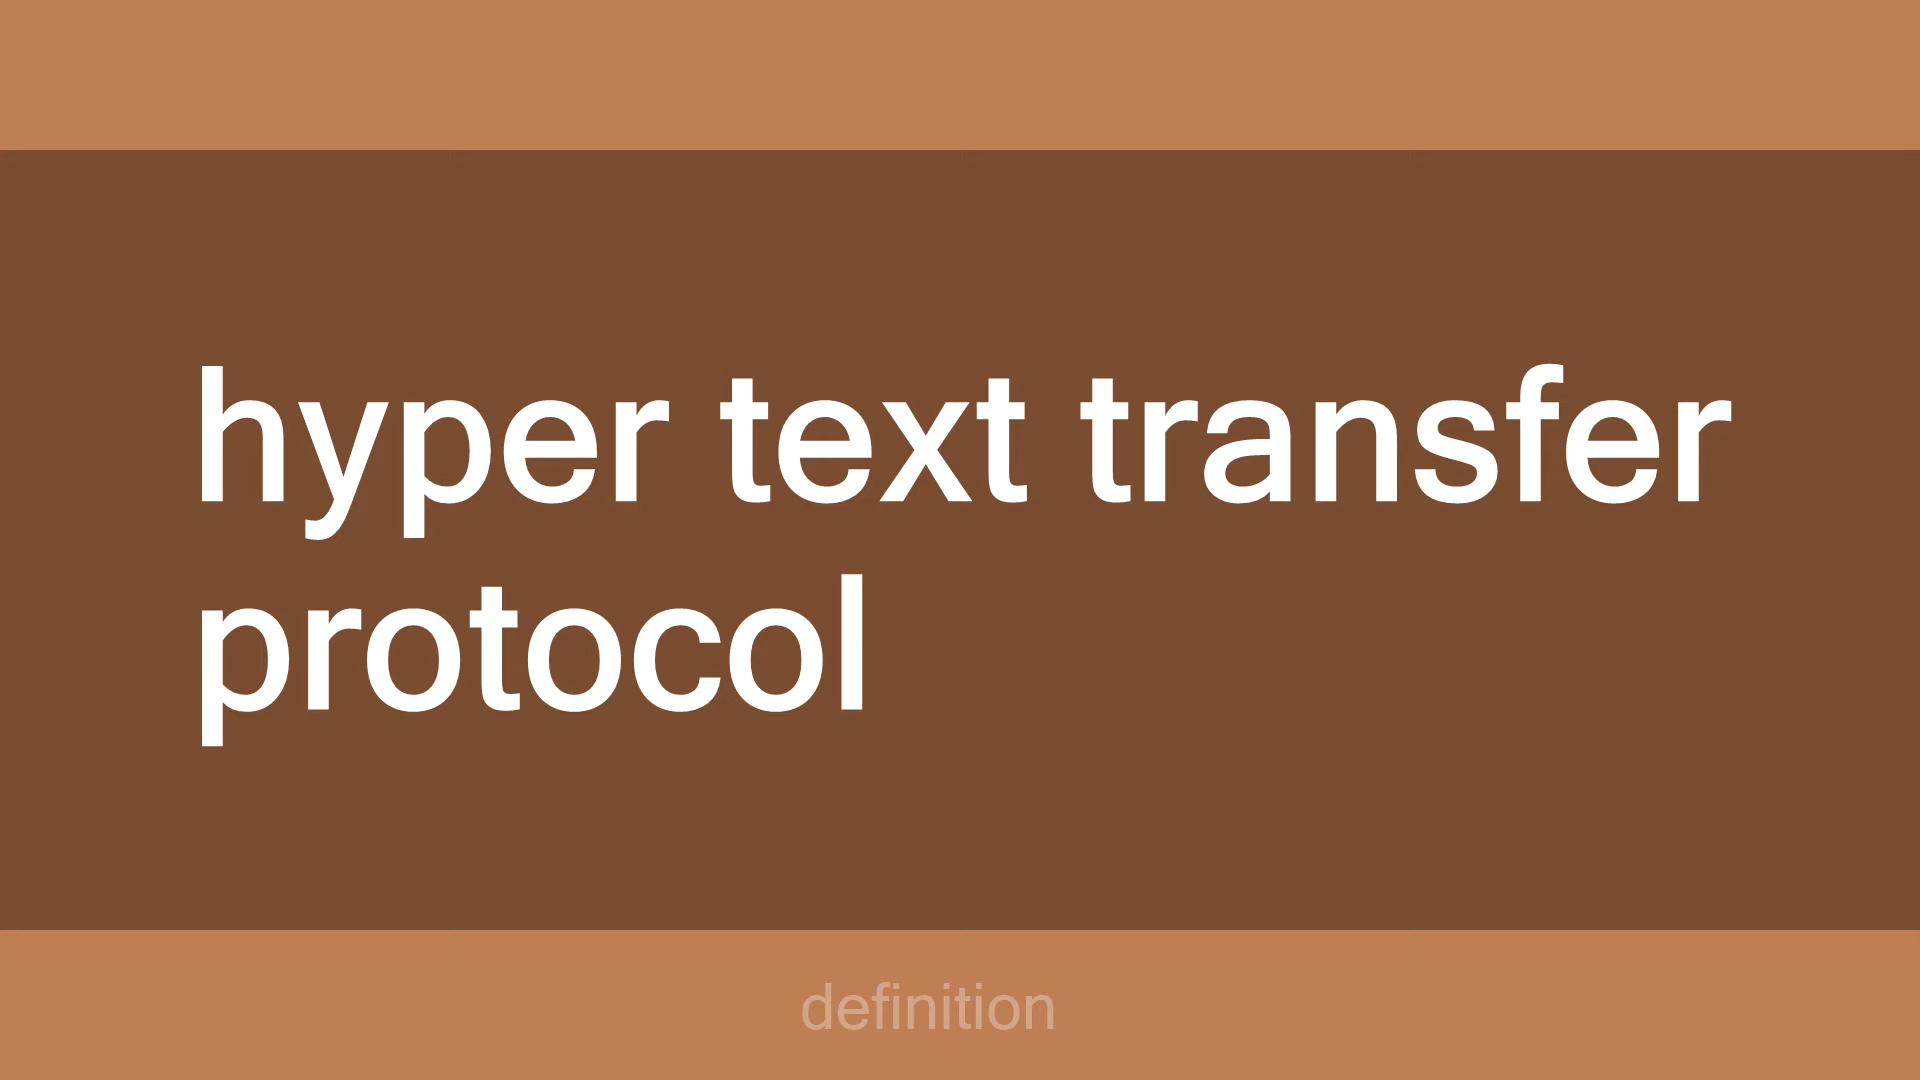 hyper text transfer
protocol
definition